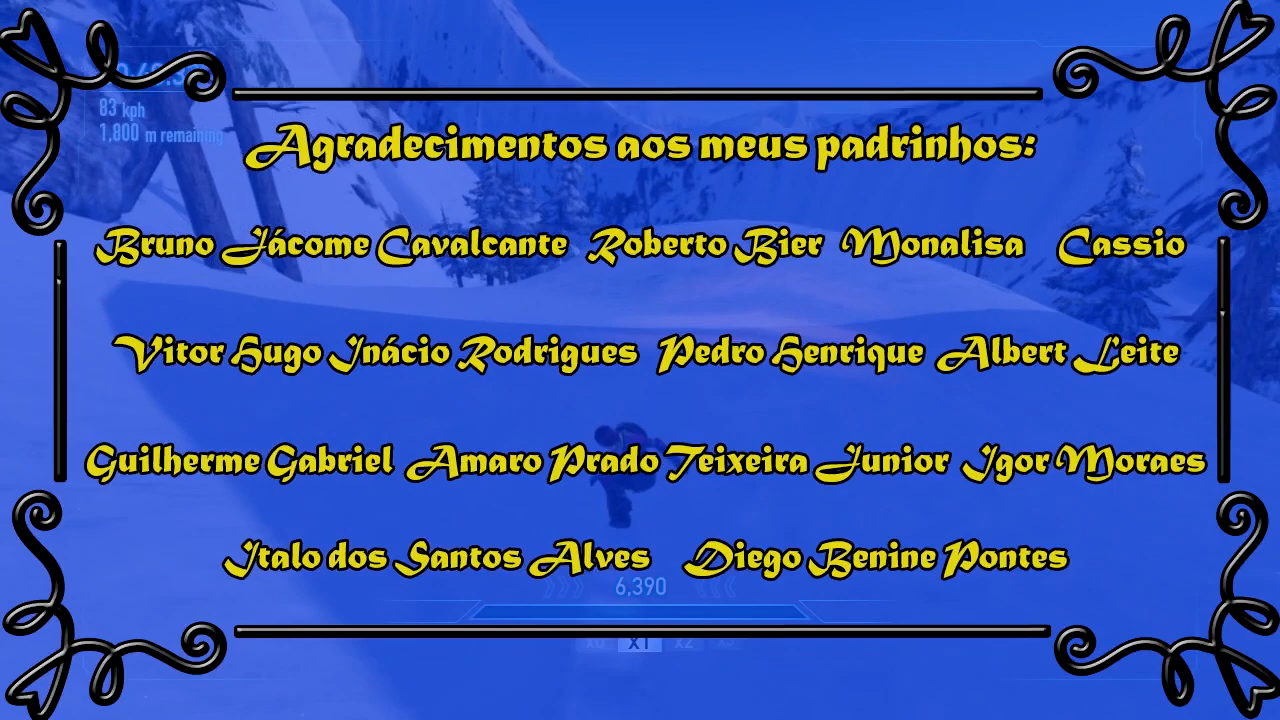 83 kph
1,800 m remaining
Agradecimentos aos meus padrinhos:
Bruno Jácome Cavalcante Roberto Bier Monalisa Cassio
Vitor Hugo Inácio Rodrigues Pedro Henrique Albert Leite
Guilherme Gabriel Amaro Prado Teixeira Junior Igor Moraes
Italo dos Santos Alves Diego Benine Pontes
6,390
x1 x2